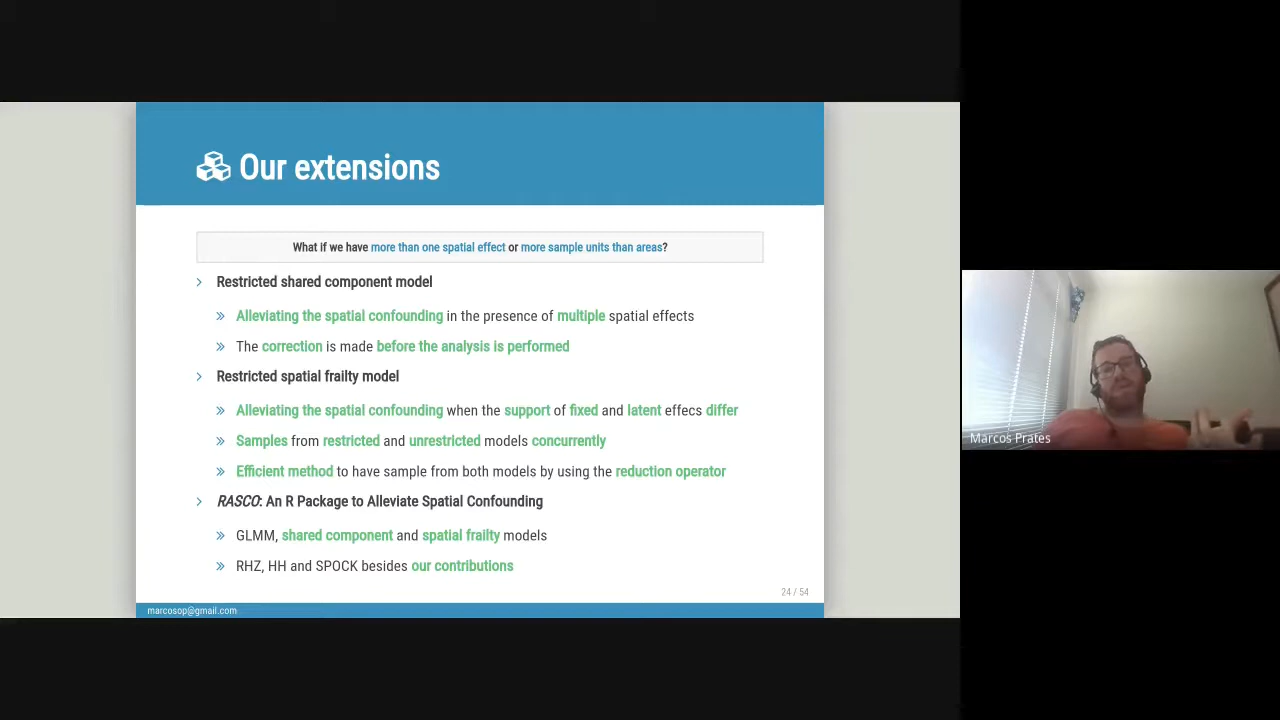 Our extensions
What if we have more than one spatial effect or more sample units than areas?
Restricted shared component model
Alleviating the spatial confounding in the presence of multiple spatial effects
The correction is made before the analysis is performed
Restricted spatial frailty model
Alleviating the spatial confounding when the support of fixed and latent effecs differ
Samples from restricted and unrestricted models concurrently
Efficient method to have sample from both models by using the reduction operator
RASCO: An R Package to Alleviate Spatial Confounding
GLMM, shared component and spatial frailty models
RHZ, HH and SPOCK besides our contributions
24 / 54
marcosop@gmail.com
Marcos Prates